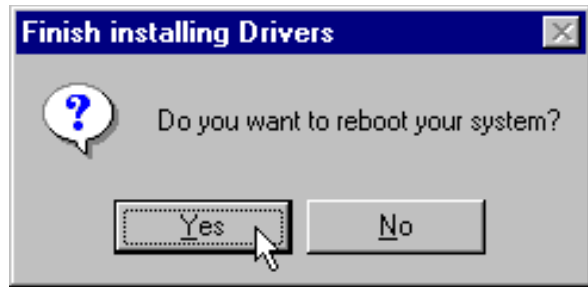 Finish installing Drivers
?
Do you want to reboot your system?
Yes
No